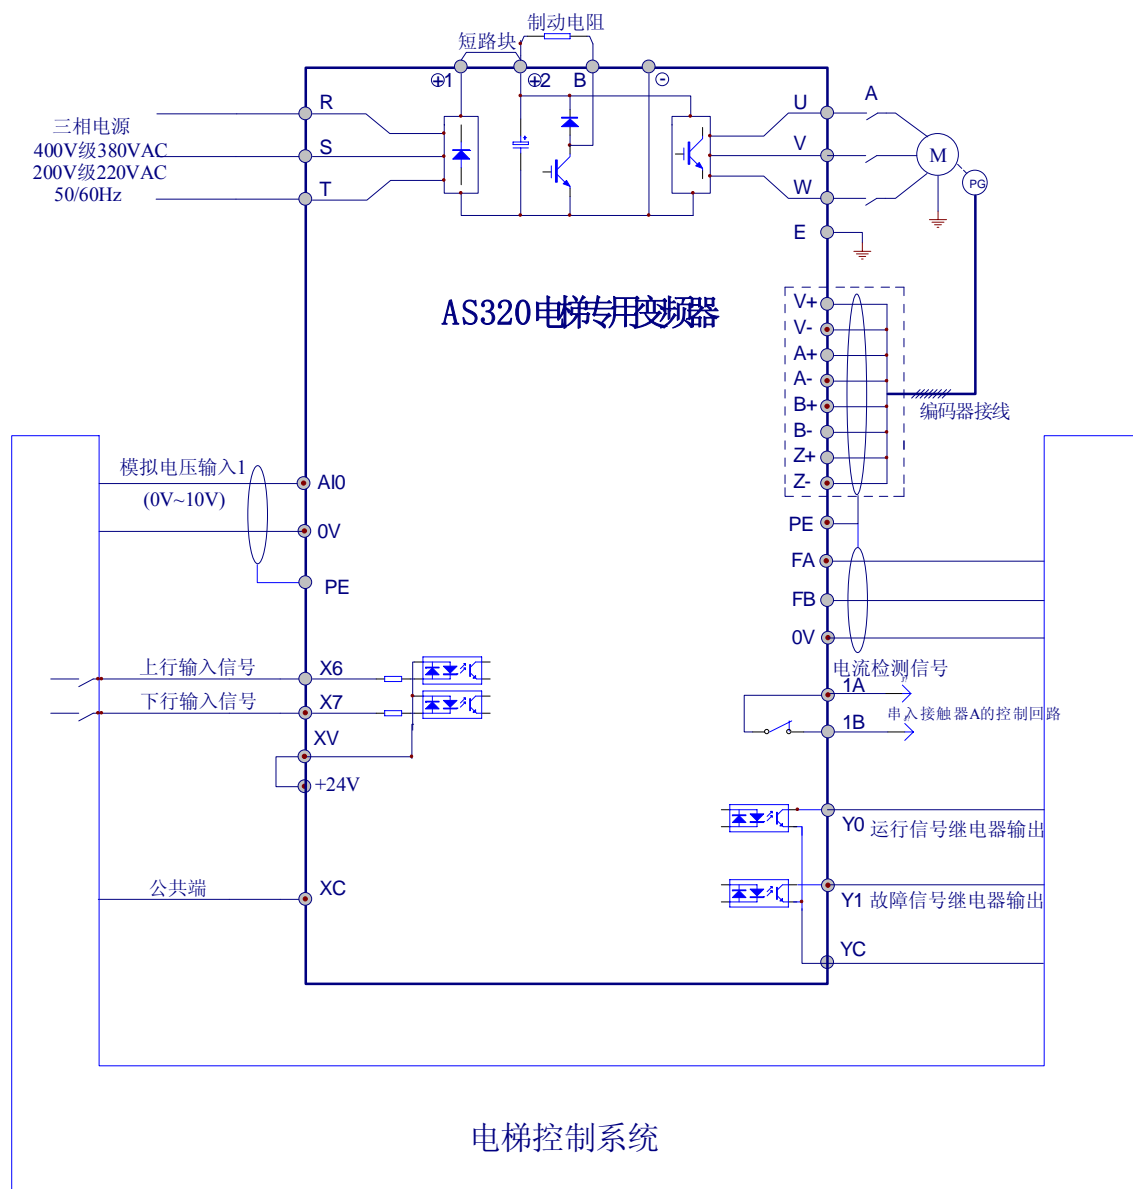 制动电阻
短路块
⊕1
⊕2
B
⊖
R
S
T
三相电源
400V级380VAC
200V级220VAC
50/60Hz
U
V
W
E
A
M
PG
AS320电梯专用变频器
V+
V-
A+
A-
B+
B-
Z+
Z-
编码器接线
PE
FA
FB
0V
模拟电压输入1
(0V~10V)
AI0
0V
PE
上行输入信号
X6
下行输入信号
X7
XV
+24V
公共端
XC
电流检测信号
1A
串入接触器A的控制回路
1B
Y0 运行信号继电器输出
Y1 故障信号继电器输出
YC
电梯控制系统